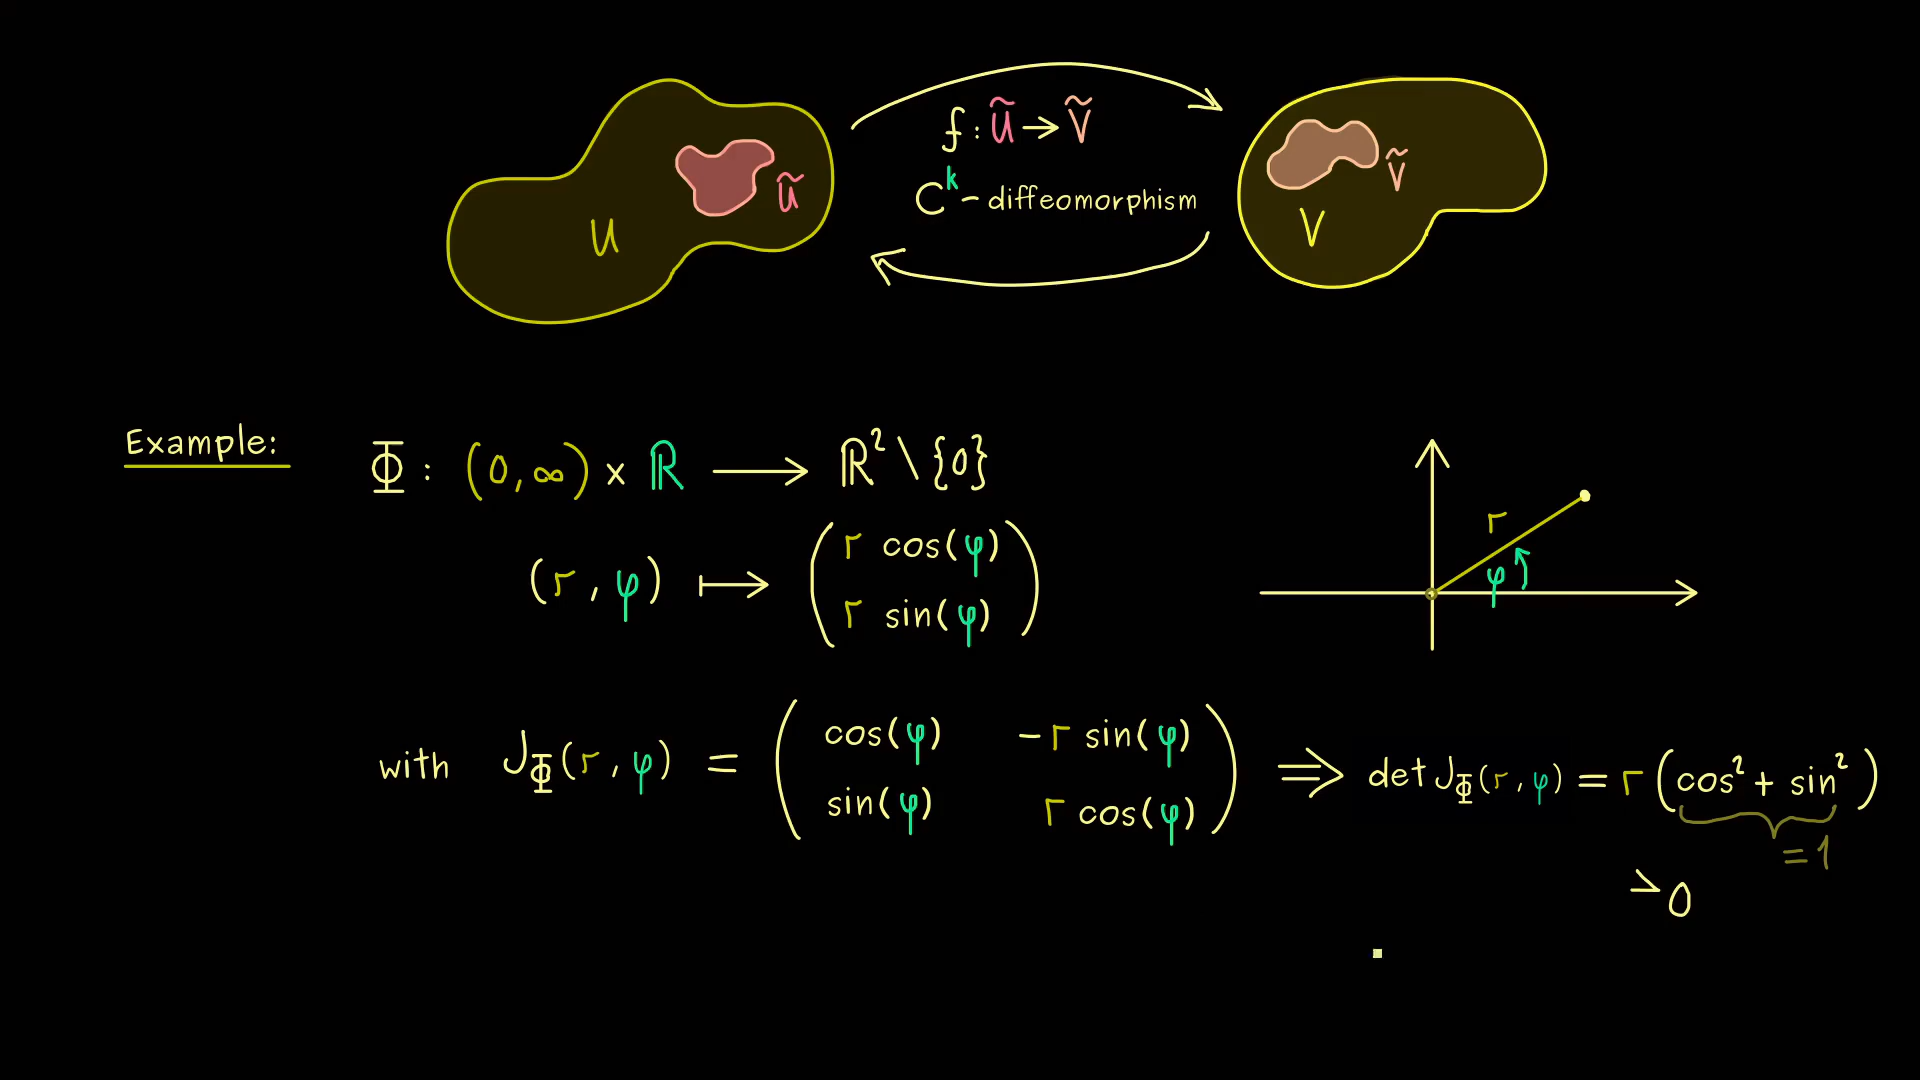 f : Ũ → Ṽ
Cᵏ – diffeomorphism
U Ũ
V Ṽ
Example: Φ : (0, ∞) × ℝ ⟶ ℝ² \ {0}
(r, φ) ⟼ ( r cos(φ)
r sin(φ) )
r
φ
with J_Φ(r, φ) = ( cos(φ) −r sin(φ)
sin(φ) r cos(φ) ) ⟹ det J_Φ(r, φ) = r (cos² + sin²)
= 1
> 0